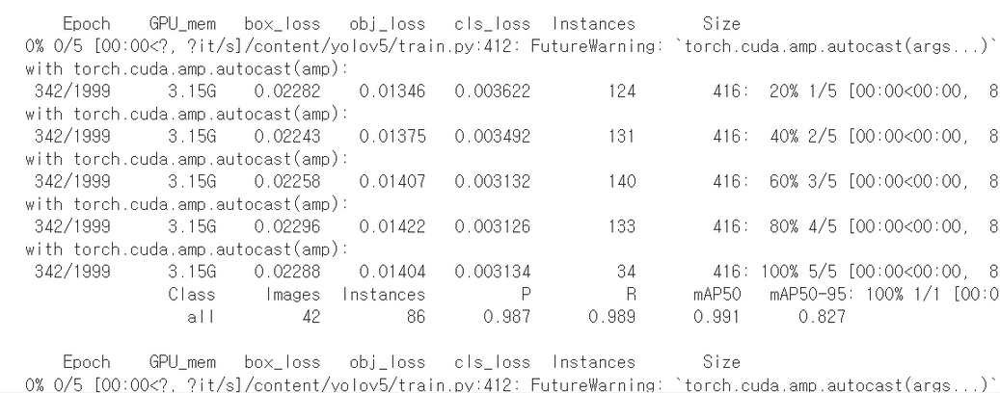 Epoch GPU_mem box_loss obj_loss cls_loss Instances Size
0% 0/5 [00:00<?, ?it/s]/content/yolov5/train.py:412: FutureWarning: `torch.cuda.amp.autocast(args...)`
with torch.cuda.amp.autocast(amp):
342/1999 3.15G 0.02282 0.01346 0.003622 124 416: 20% 1/5 [00:00<00:00, 8
with torch.cuda.amp.autocast(amp):
342/1999 3.15G 0.02243 0.01375 0.003492 131 416: 40% 2/5 [00:00<00:00, 8
with torch.cuda.amp.autocast(amp):
342/1999 3.15G 0.02258 0.01407 0.003132 140 416: 60% 3/5 [00:00<00:00, 8
with torch.cuda.amp.autocast(amp):
342/1999 3.15G 0.02296 0.01422 0.003126 133 416: 80% 4/5 [00:00<00:00, 8
with torch.cuda.amp.autocast(amp):
342/1999 3.15G 0.02288 0.01404 0.003134 34 416: 100% 5/5 [00:00<00:00, 8
Class Images Instances P R mAP50 mAP50-95: 100% 1/1 [00:0
all 42 86 0.987 0.989 0.991 0.827
Epoch GPU_mem box_loss obj_loss cls_loss Instances Size
0% 0/5 [00:00<?, ?it/s]/content/yolov5/train.py:412: FutureWarning: `torch.cuda.amp.autocast(args...)`